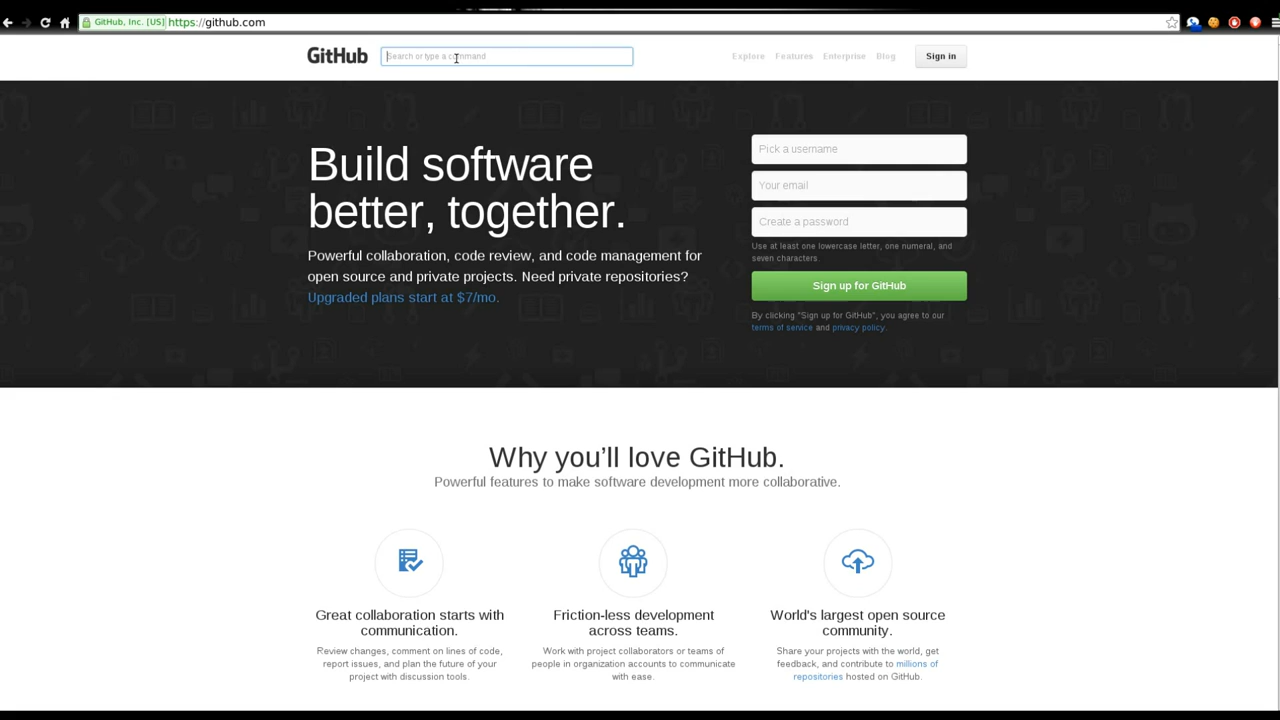 GitHub, Inc. [US] https://github.com
GitHub Search or type a command Explore Features Enterprise Blog Sign in
Build software
better, together.
Powerful collaboration, code review, and code management for
open source and private projects. Need private repositories?
Upgraded plans start at $7/mo.
Pick a username
Your email
Create a password
Use at least one lowercase letter, one numeral, and
seven characters.
Sign up for GitHub
By clicking "Sign up for GitHub", you agree to our
terms of service and privacy policy.
Why you’ll love GitHub.
Powerful features to make software development more collaborative.
Great collaboration starts with
communication.
Review changes, comment on lines of code,
report issues, and plan the future of your
project with discussion tools.
Friction-less development
across teams.
Work with project collaborators or teams of
people in organization accounts to communicate
with ease.
World's largest open source
community.
Share your projects with the world, get
feedback, and contribute to millions of
repositories hosted on GitHub.